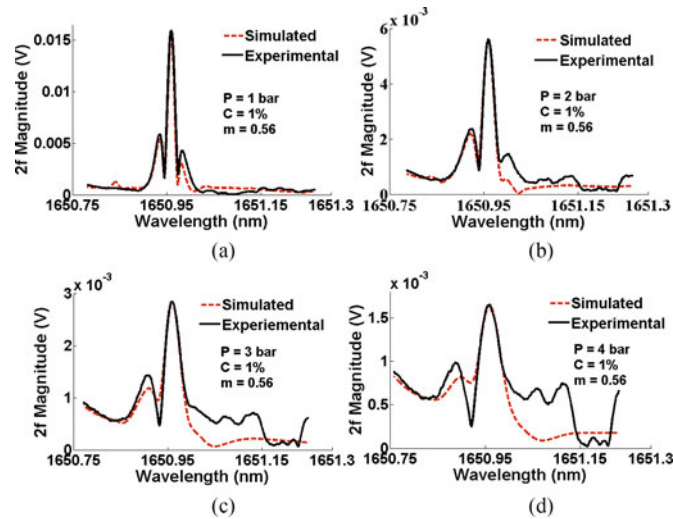 0.015
0.01
0.005
0
2f Magnitude (V)
Simulated
Experimental
P = 1 bar
C = 1%
m = 0.56
1650.75 1650.95 1651.15 1651.3
Wavelength (nm)
(a)
x 10⁻³
6
4
2
0
2f Magnitude (V)
Simulated
Experimental
P = 2 bar
C = 1%
m = 0.56
1650.75 1650.95 1651.15 1651.3
Wavelength (nm)
(b)
x 10⁻³
3
2
1
0
2f Magnitude (V)
Simulated
Experiemental
P = 3 bar
C = 1%
m = 0.56
1650.75 1650.95 1651.15 1651.3
Wavelength (nm)
(c)
x 10⁻³
1.5
1
0.5
0
2f Magnitude (V)
Simulated
Experimental
P = 4 bar
C = 1%
m = 0.56
1650.75 1650.95 1651.15 1651.3
Wavelength (nm)
(d)